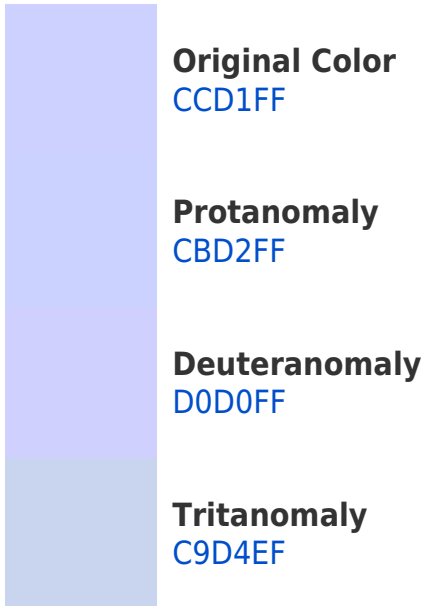 Original Color
CCD1FF
Protanomaly
CBD2FF
Deuteranomaly
D0D0FF
Tritanomaly
C9D4EF